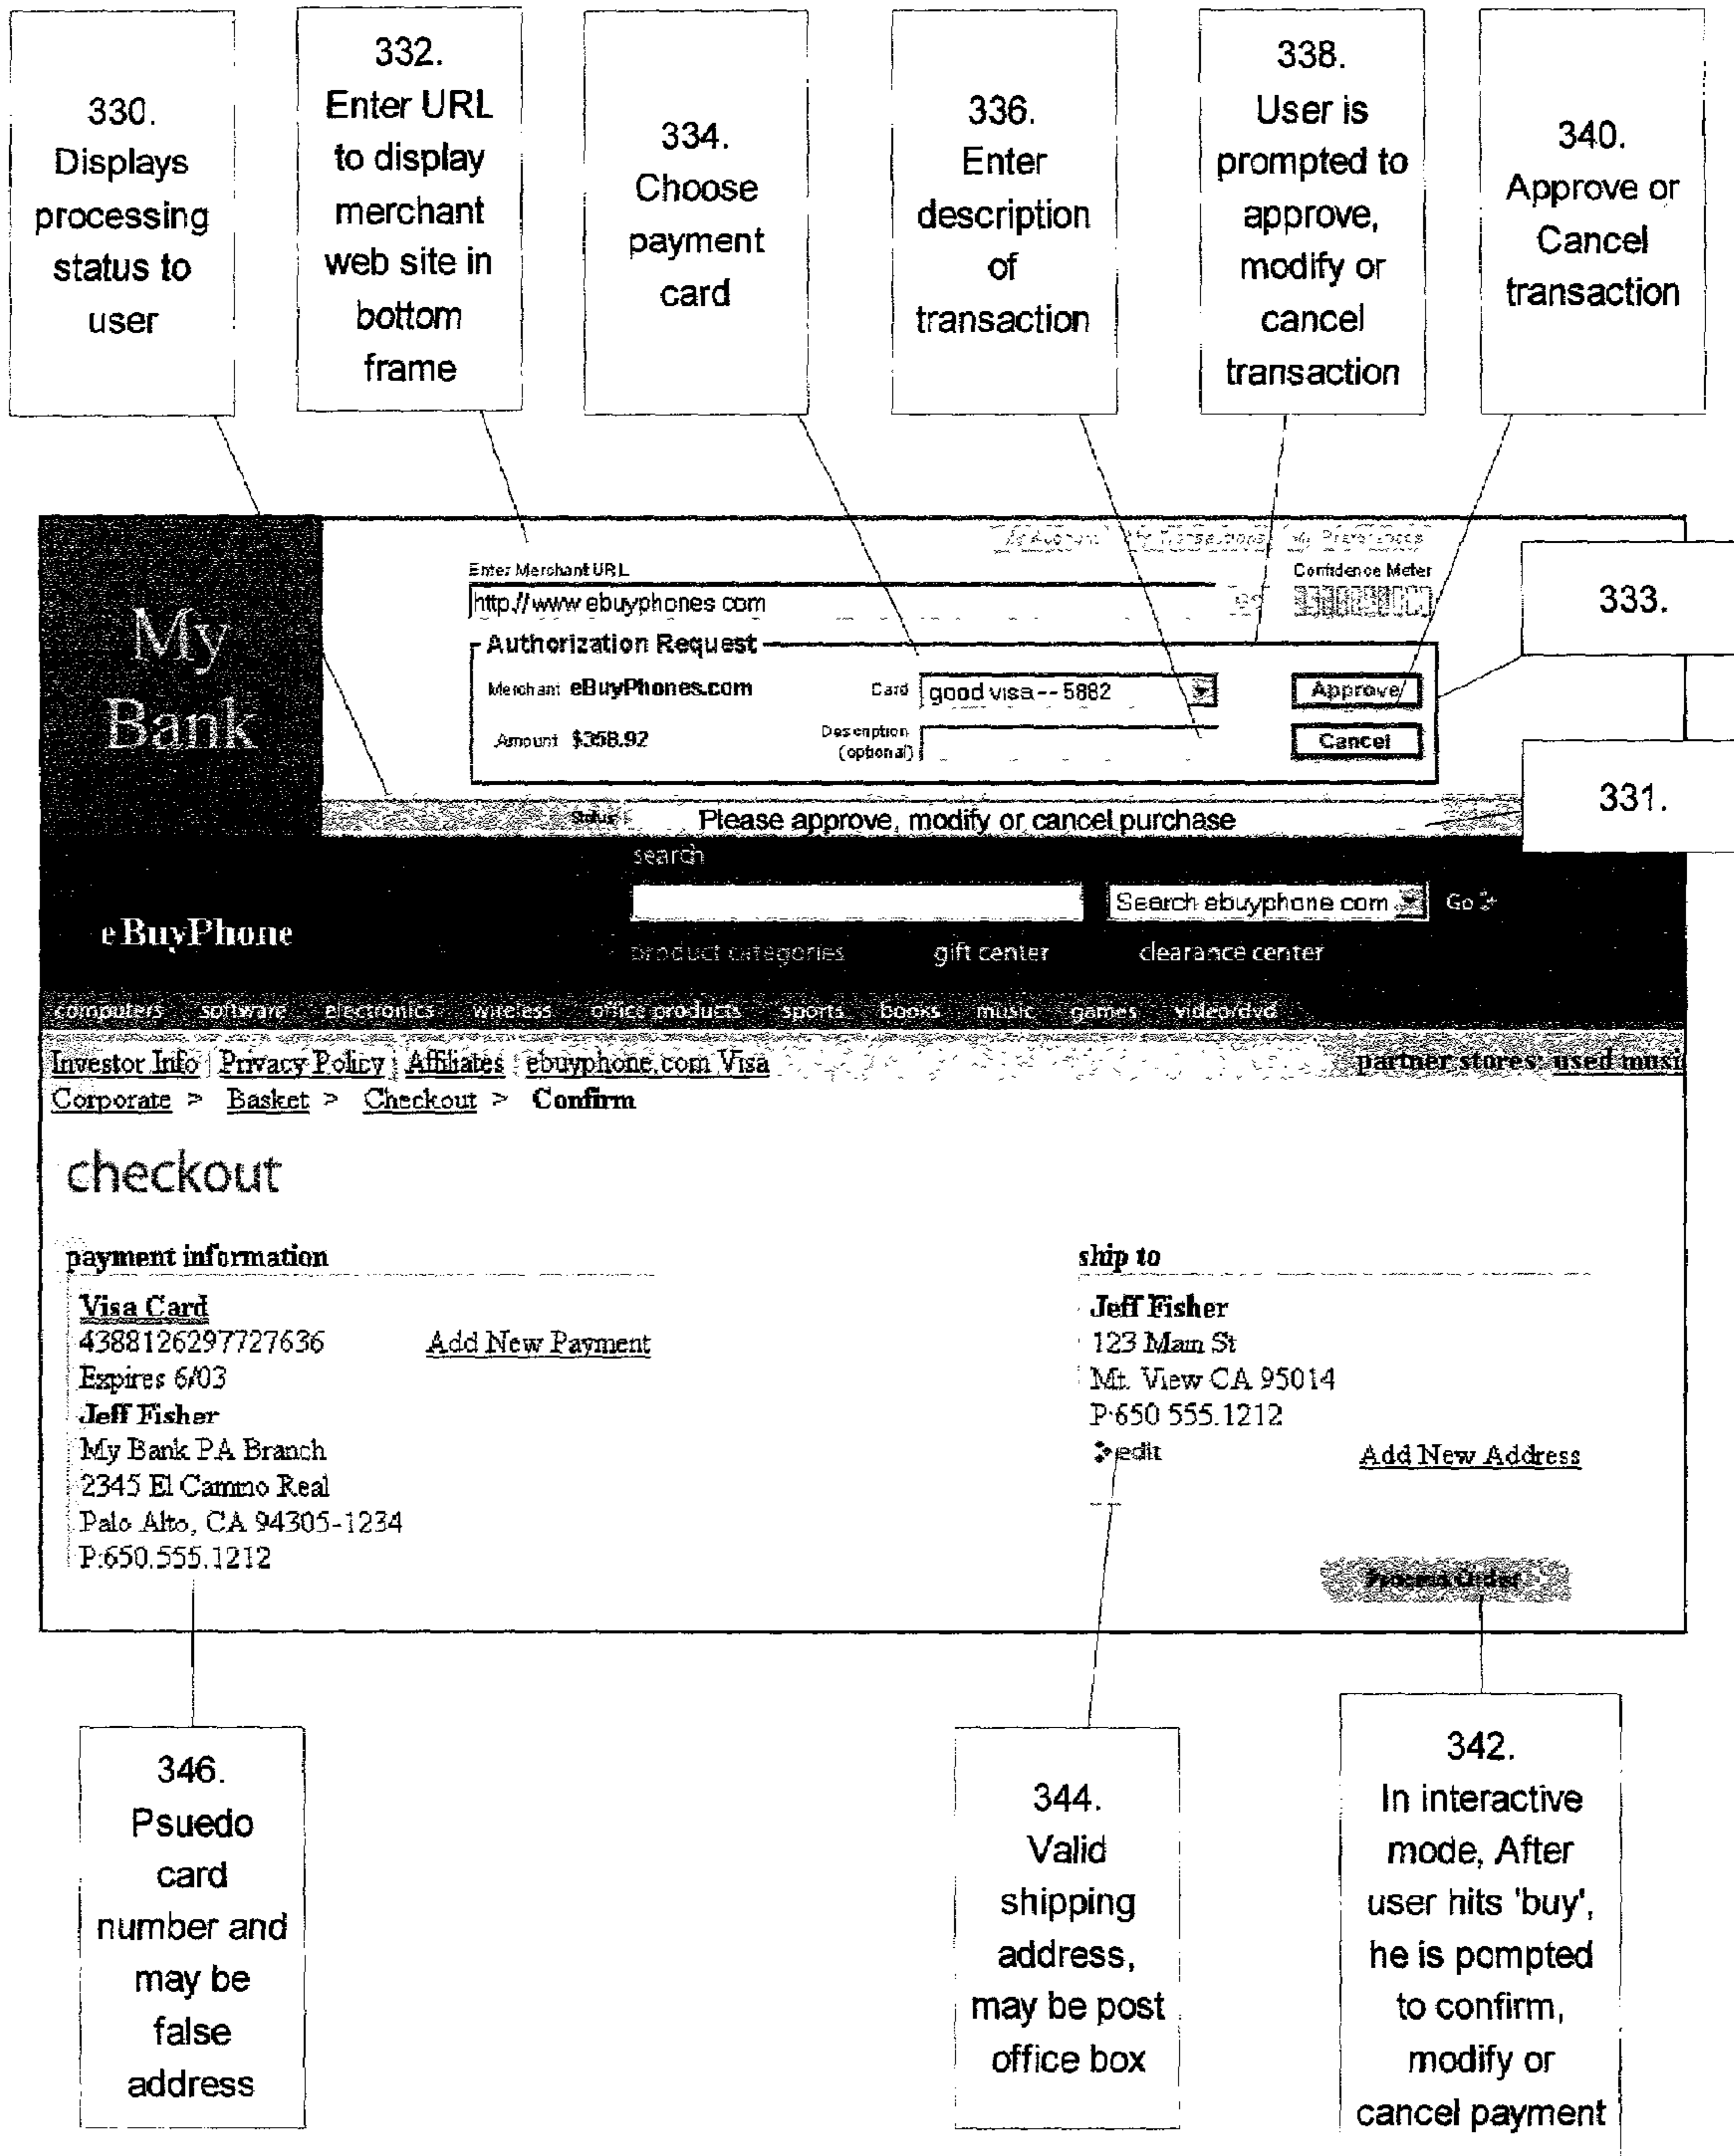 330.
Displays
processing
status to
user
332.
Enter URL
to display
merchant
web site in
bottom
frame
334.
Choose
payment
card
336.
Enter
description
of
transaction
338.
User is
prompted to
approve,
modify or
cancel
transaction
340.
Approve or
Cancel
transaction
My
Bank
My Transactions My Preferences
Enter Merchant URL
Confidence Meter
http://www ebuyphones com
333.
Authorization Request
Merchant eBuyPhones.com
Card good visa -- 5882
Approve
Amount $358.92
Description
(optional)
Cancel
331.
Status
Please approve, modify or cancel purchase
search
Search ebuyphone com
Go
eBuyPhone
product categories gift center clearance center
computers software electronics wireless office products sports books music games video/dvd
Investor Info | Privacy Policy | Affiliates | ebuyphone.com Visa
partner stores: used musi
Corporate > Basket > Checkout > Confirm
checkout
payment information
Visa Card
4388126297727636 Add New Payment
Expires 6/03
Jeff Fisher
My Bank PA Branch
2345 El Camino Real
Palo Alto, CA 94305-1234
P:650.555.1212
ship to
Jeff Fisher
123 Main St
Mt. View CA 95014
P:650 555.1212
edit
Add New Address
Process Order
346.
Psuedo
card
number and
may be
false
address
344.
Valid
shipping
address,
may be post
office box
342.
In interactive
mode, After
user hits 'buy',
he is pompted
to confirm,
modify or
cancel payment